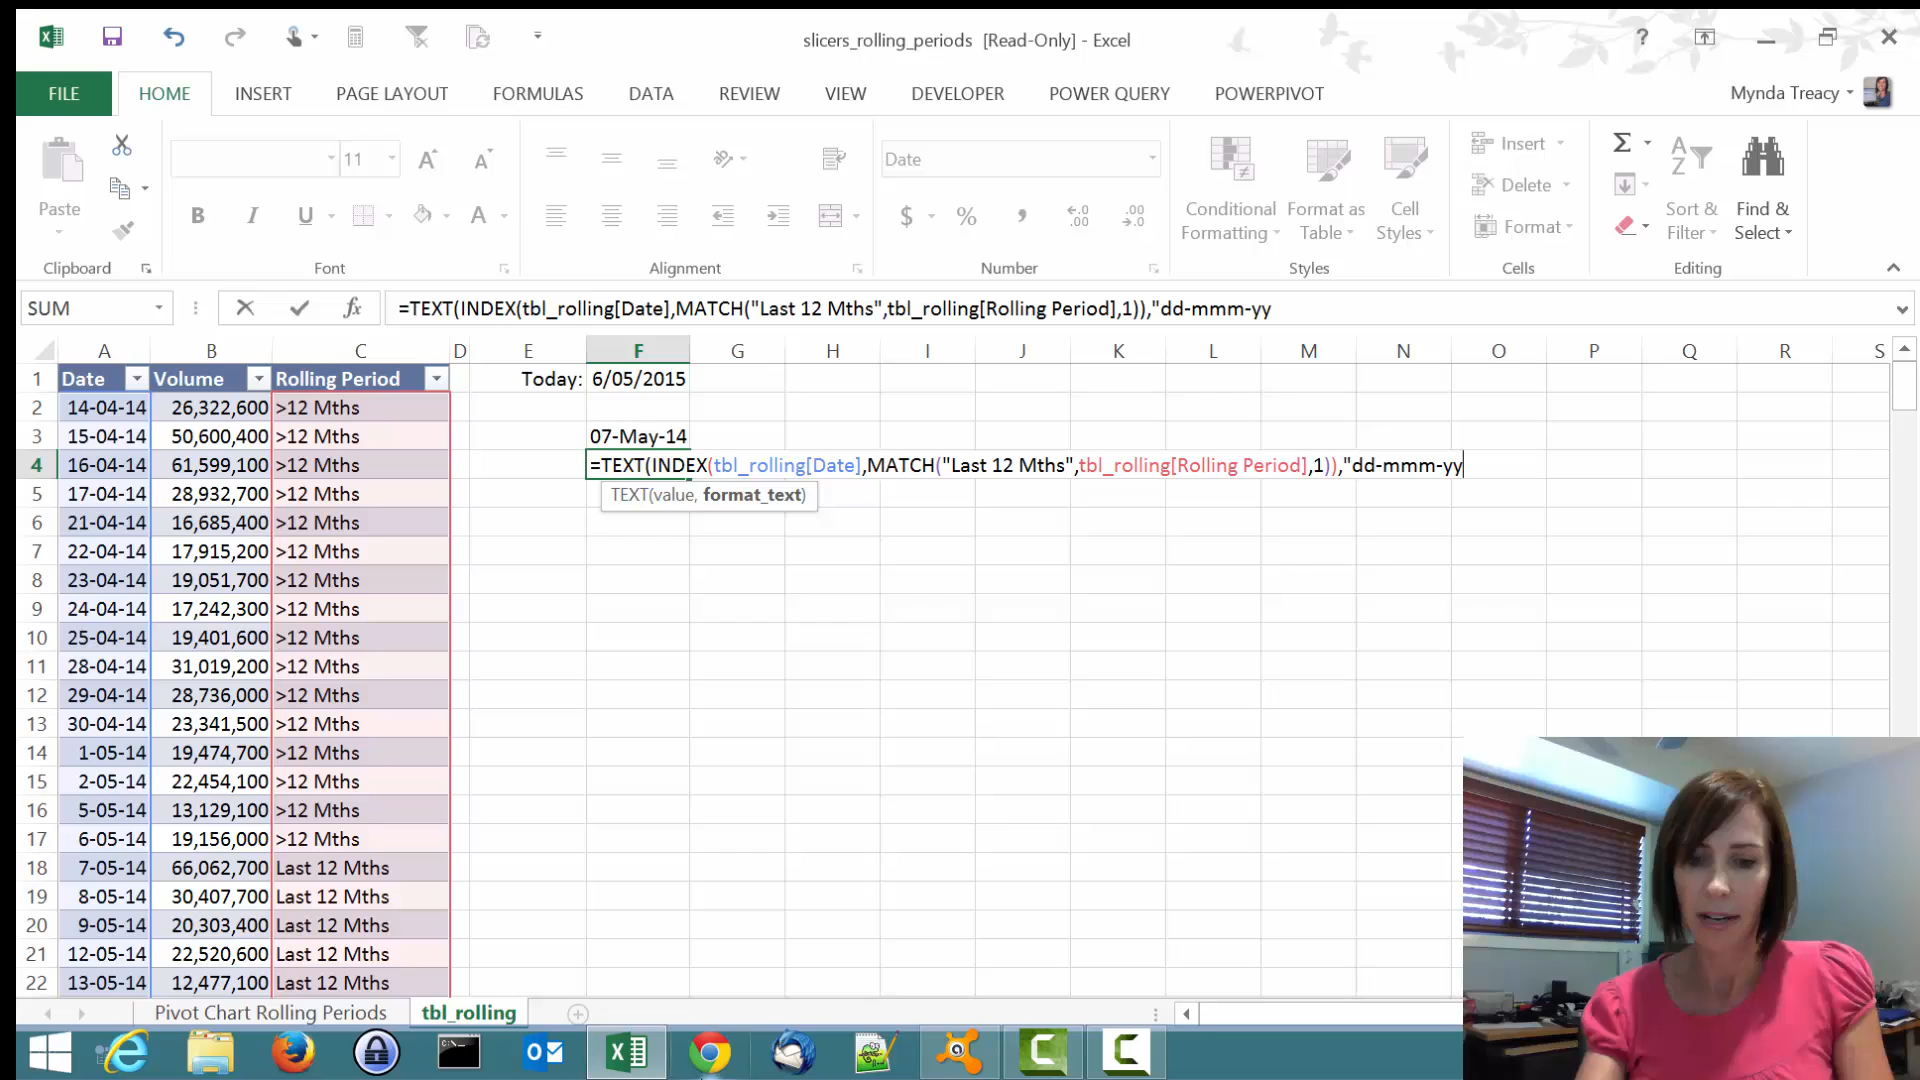 slicers_rolling_periods [Read-Only] - Excel
?
FILE HOME INSERT PAGE LAYOUT FORMULAS DATA REVIEW VIEW DEVELOPER POWER QUERY POWERPIVOT Mynda Treacy
Paste
11
B I U A
Date
$ % ,
Conditional Formatting
Format as Table
Cell Styles
Insert
Delete
Format
Sort & Filter
Find & Select
Clipboard Font Alignment Number Styles Cells Editing
SUM fx =TEXT(INDEX(tbl_rolling[Date],MATCH("Last 12 Mths",tbl_rolling[Rolling Period],1)),"dd-mmm-yy
A B C D E F G H I J K L M N O P Q R S
1 Date Volume Rolling Period Today: 6/05/2015
2 14-04-14 26,322,600 >12 Mths
3 15-04-14 50,600,400 >12 Mths 07-May-14
4 16-04-14 61,599,100 >12 Mths =TEXT(INDEX(tbl_rolling[Date],MATCH("Last 12 Mths",tbl_rolling[Rolling Period],1)),"dd-mmm-yy
5 17-04-14 28,932,700 >12 Mths TEXT(value, format_text)
6 21-04-14 16,685,400 >12 Mths
7 22-04-14 17,915,200 >12 Mths
8 23-04-14 19,051,700 >12 Mths
9 24-04-14 17,242,300 >12 Mths
10 25-04-14 19,401,600 >12 Mths
11 28-04-14 31,019,200 >12 Mths
12 29-04-14 28,736,000 >12 Mths
13 30-04-14 23,341,500 >12 Mths
14 1-05-14 19,474,700 >12 Mths
15 2-05-14 22,454,100 >12 Mths
16 5-05-14 13,129,100 >12 Mths
17 6-05-14 19,156,000 >12 Mths
18 7-05-14 66,062,700 Last 12 Mths
19 8-05-14 30,407,700 Last 12 Mths
20 9-05-14 20,303,400 Last 12 Mths
21 12-05-14 22,520,600 Last 12 Mths
22 13-05-14 12,477,100 Last 12 Mths
Pivot Chart Rolling Periods tbl_rolling